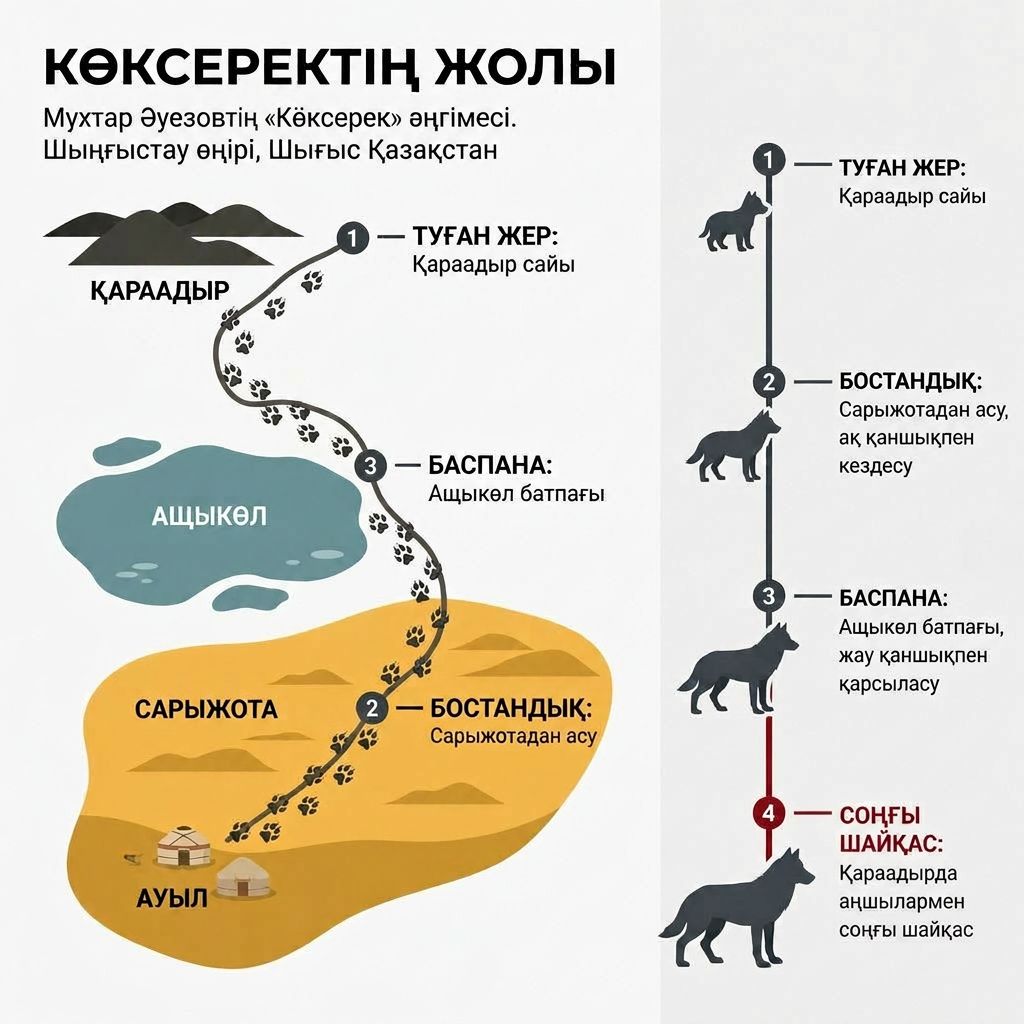 КӨКСЕРЕКТІҢ ЖОЛЫ
Мухтар Әуезовтің «Көксерек» әңгімесі.
Шыңғыстау өңірі, Шығыс Қазақстан
1
ТУҒАН ЖЕР:
Қараадыр сайы
ҚАРААДЫР
3
БАСПАНА:
Ащыкөл батпағы
АЩЫКӨЛ
САРЫЖОТА
2
БОСТАНДЫҚ:
Сарыжотадан асу
АУЫЛ
1
ТУҒАН ЖЕР:
Қараадыр сайы
2
БОСТАНДЫҚ:
Сарыжотадан асу,
ақ қаншықпен
кездесу
3
БАСПАНА:
Ащыкөл батпағы,
жау қаншықпен
қарсыласу
4
СОҢҒЫ
ШАЙҚАС:
Қараадырда
аңшылармен
соңғы шайқас